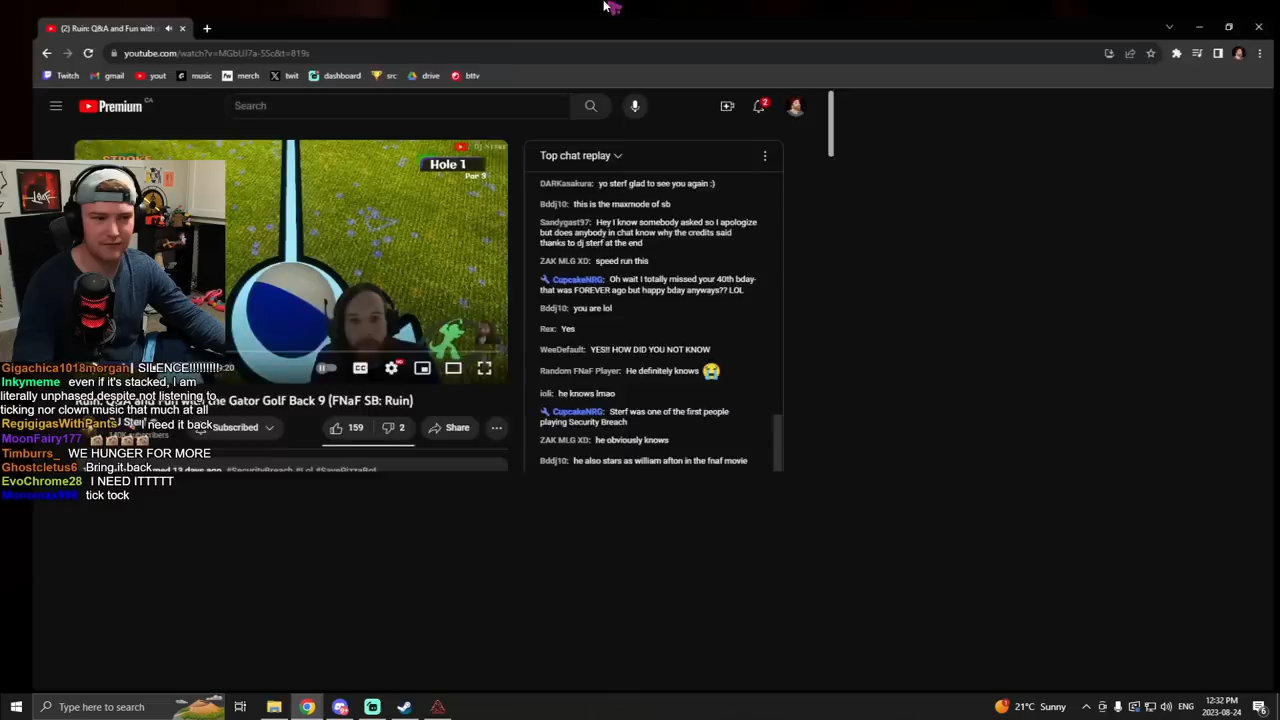 (2) Ruin: Q&A and Fun with
youtube.com/watch?v=MGbUJ7a-5Sc&t=819s
Twitch
gmail
yout
music
merch
twit
dashboard
src
drive
bttv
Premium CA
Search
2
Hole 1
Top chat replay
DARKasakura: yo sterf glad to see you again :)
Bddj10: this is the maxmode of sb
Sandygast97: Hey I know somebody asked so I apologize
but does anybody in chat know why the credits said
thanks to dj sterf at the end
ZAK MLG XD: speed run this
CupcakeNRG: Oh wait I totally missed your 40th bday-
that was FOREVER ago but happy bday anyways?? LOL
Bddj10: you are lol
Rex: Yes
WeeDefault: YES!! HOW DID YOU NOT KNOW
Random FNaF Player: He definitely knows
ioli: he knows lmao
CupcakeNRG: Sterf was one of the first people
playing Security Breach
ZAK MLG XD: he obviously knows
Bddj10: he also stars as william afton in the fnaf movie
Gigachica1018morgan SILENCE!!!!!!!!!
Inkymeme even if it's stacked, I am
literally unphased despite not listening to
ticking nor clown music that much at all
RegigigasWithPants I need it back
MoonFairy177
Timburrs_ WE HUNGER FOR MORE
Ghostcletus6 Bring it back
EvoChrome28 I NEED ITTTTT
tick tock
the Gator Golf Back 9 (FNaF SB: Ruin)
Subscribed
159
2
Share
13 days ago #SecurityBreach #Lol #SavePizzaBot
Type here to search
21°C Sunny
ENG
12:32 PM
2023-08-24